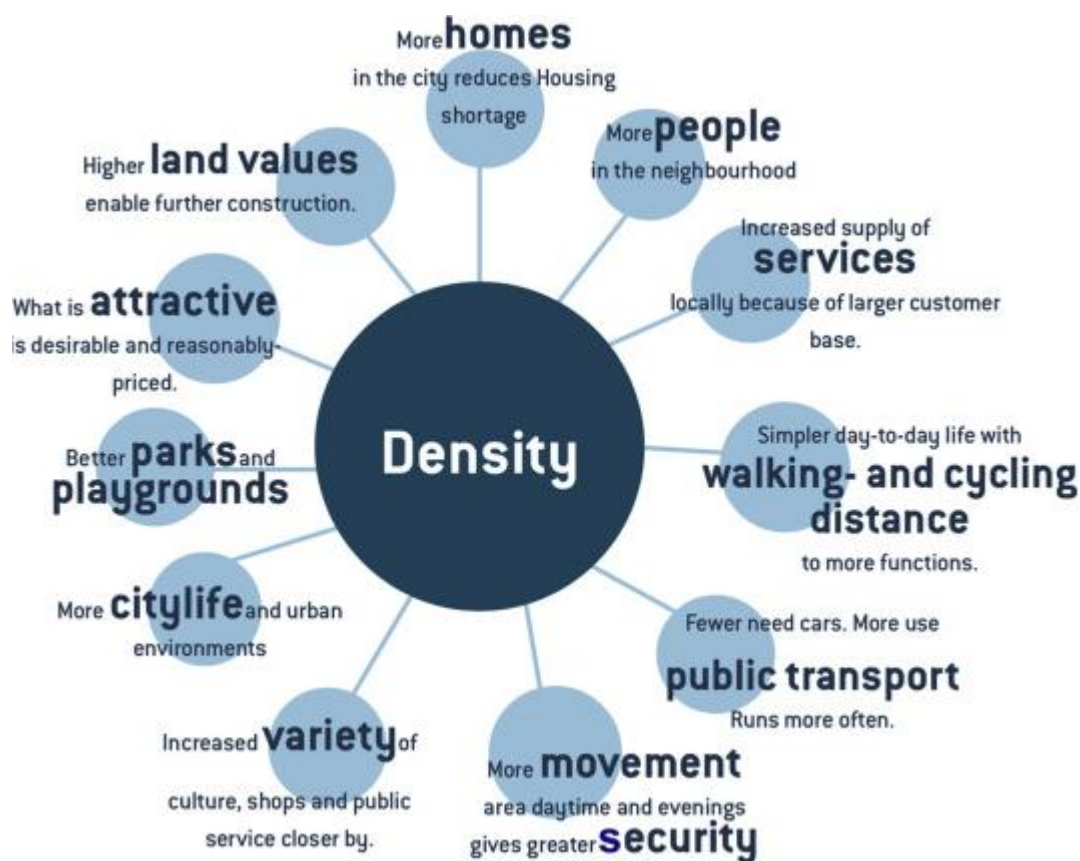 More homes
in the city reduces Housing
shortage
More people
in the neighbourhood
Increased supply of
services
locally because of larger customer
base.
Simpler day-to-day life with
walking- and cycling
distance
to more functions.
Fewer need cars. More use
public transport
Runs more often.
More movement
area daytime and evenings
gives greater security
Increased variety of
culture, shops and public
service closer by.
More citylife and urban
environments
Better parks and
playgrounds
What is attractive
is desirable and reasonably-
priced.
Higher land values
enable further construction.
Density